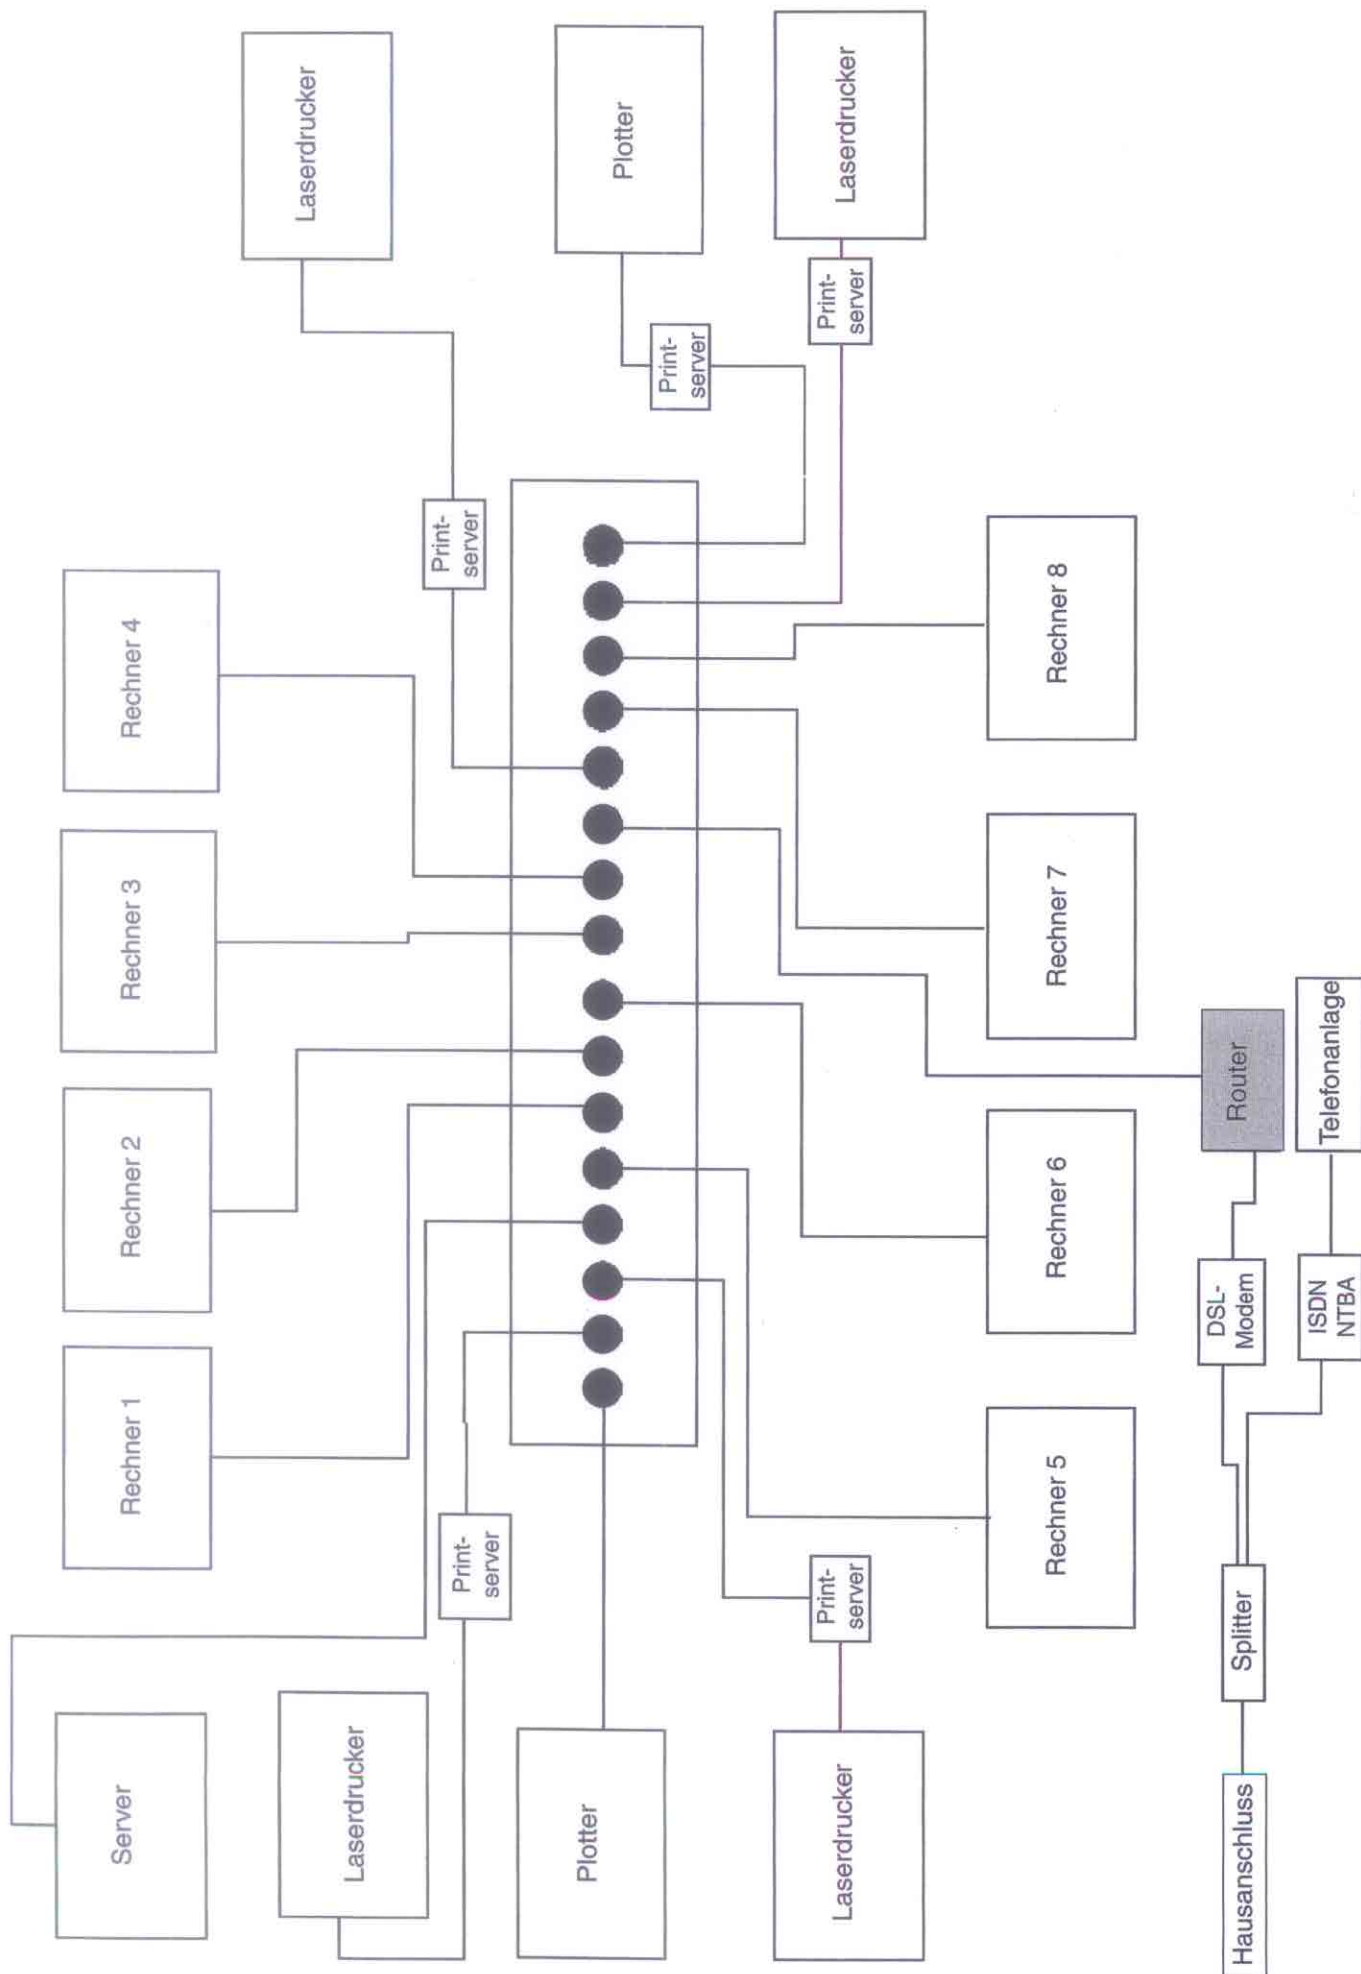 Server
Rechner 1
Rechner 2
Rechner 3
Rechner 4
Laserdrucker
Laserdrucker
Print-
server
Print-
server
Plotter
Plotter
Print-
server
Laserdrucker
Print-
server
Print-
server
Laserdrucker
Rechner 5
Rechner 6
Rechner 7
Rechner 8
Hausanschluss
Splitter
DSL-
Modem
Router
ISDN
NTBA
Telefonanlage